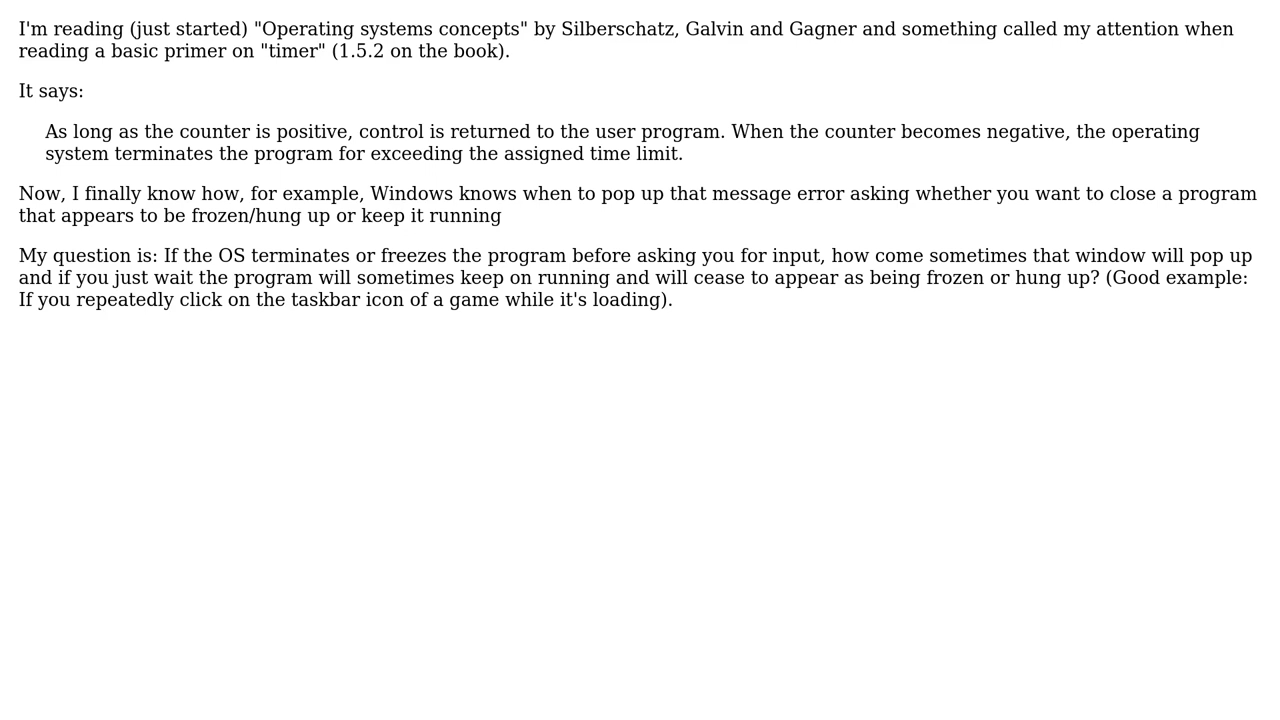 I'm reading (just started) "Operating systems concepts" by Silberschatz, Galvin and Gagner and something called my attention when
reading a basic primer on "timer" (1.5.2 on the book).
It says:
As long as the counter is positive, control is returned to the user program. When the counter becomes negative, the operating
system terminates the program for exceeding the assigned time limit.
Now, I finally know how, for example, Windows knows when to pop up that message error asking whether you want to close a program
that appears to be frozen/hung up or keep it running
My question is: If the OS terminates or freezes the program before asking you for input, how come sometimes that window will pop up
and if you just wait the program will sometimes keep on running and will cease to appear as being frozen or hung up? (Good example:
If you repeatedly click on the taskbar icon of a game while it's loading).